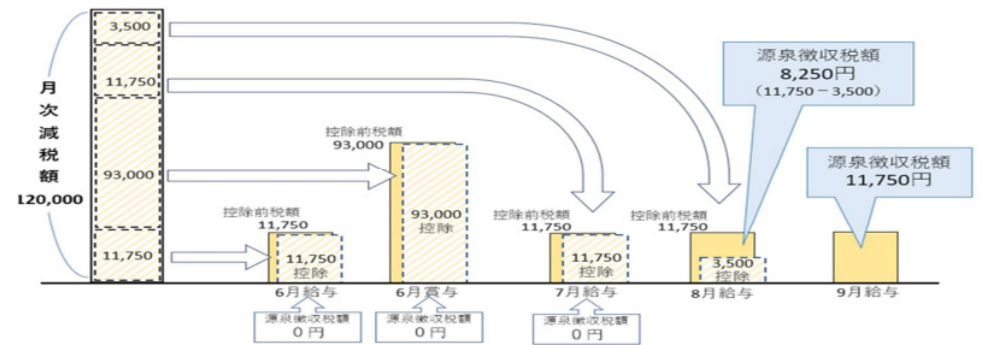 月次減税額
120,000
3,500
11,750
93,000
11,750
控除前税額
11,750
11,750
控除
6月給与
源泉徴収税額
0円
控除前税額
93,000
93,000
控除
6月賞与
源泉徴収税額
0円
控除前税額
11,750
11,750
控除
7月給与
源泉徴収税額
0円
控除前税額
11,750
3,500
控除
8月給与
源泉徴収税額
8,250円
(11,750－3,500)
源泉徴収税額
11,750円
9月給与